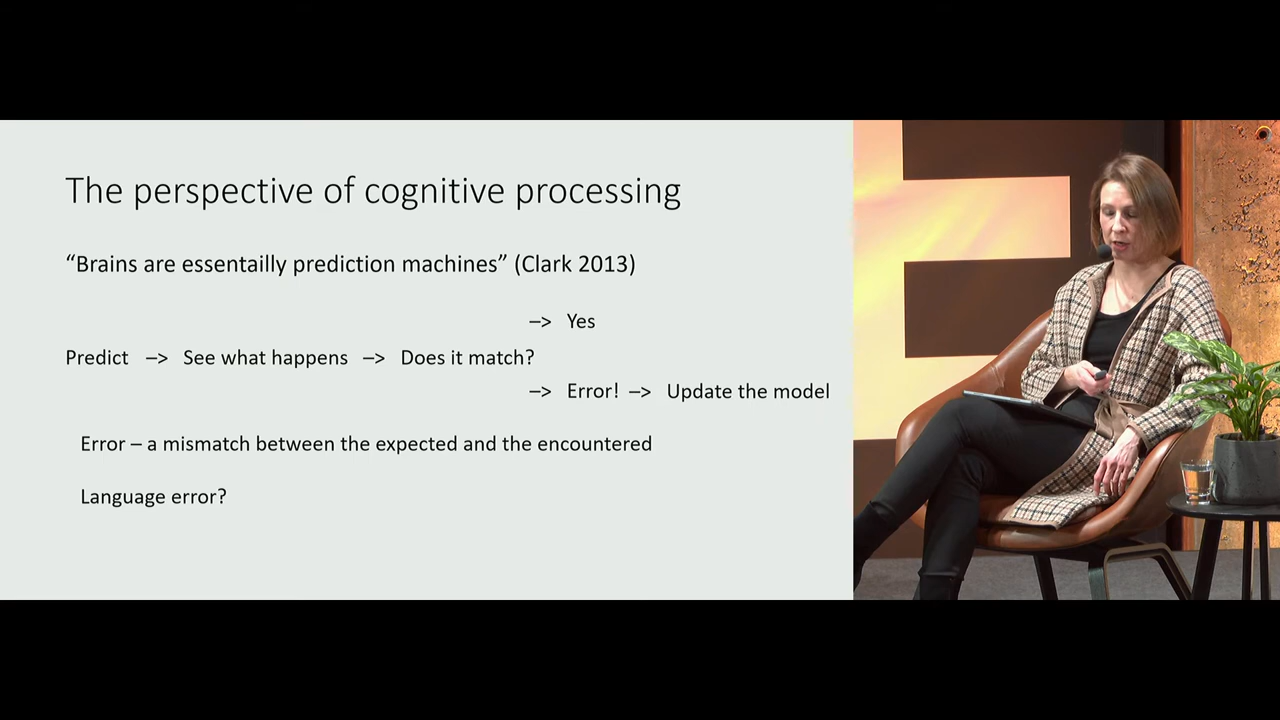 The perspective of cognitive processing
“Brains are essentailly prediction machines” (Clark 2013)
–> Yes
Predict –> See what happens –> Does it match?
–> Error! –> Update the model
Error – a mismatch between the expected and the encountered
Language error?